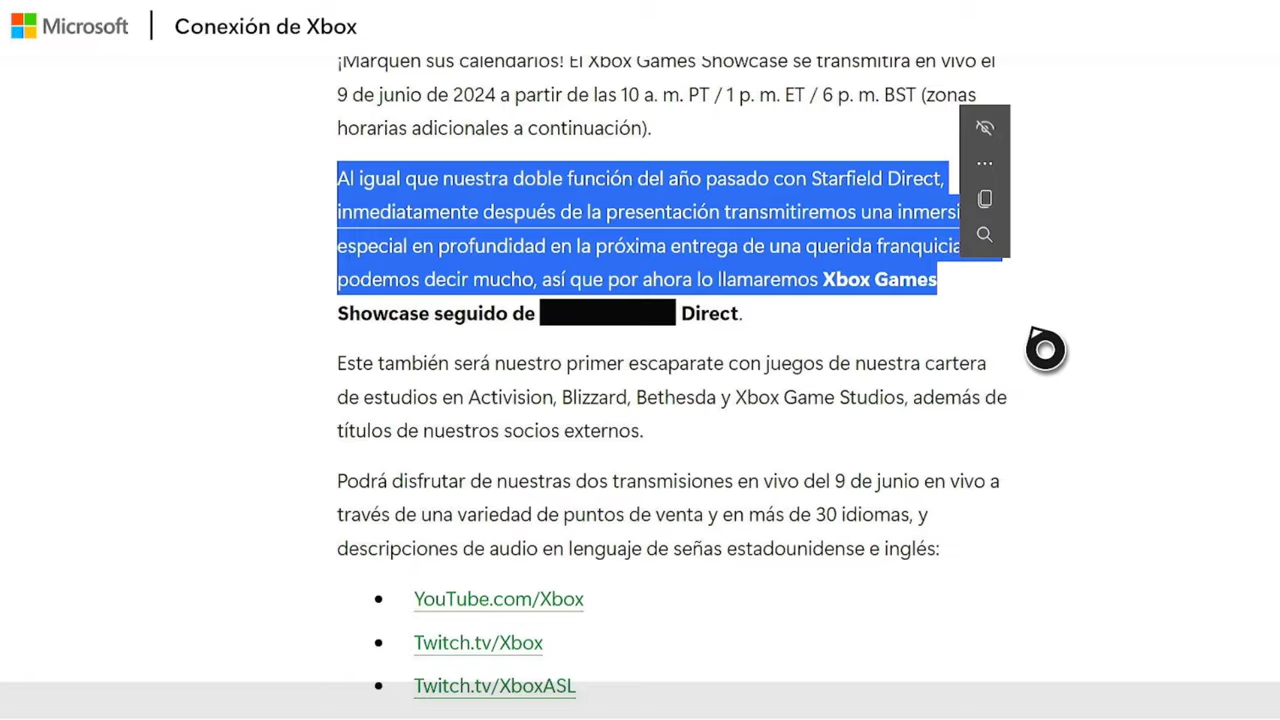 Microsoft | Conexión de Xbox
¡Marquen sus calendarios! El Xbox Games Showcase se transmitirá en vivo el
9 de junio de 2024 a partir de las 10 a. m. PT / 1 p. m. ET / 6 p. m. BST (zonas
horarias adicionales a continuación).
Al igual que nuestra doble función del año pasado con Starfield Direct,
inmediatamente después de la presentación transmitiremos una inmersi
especial en profundidad en la próxima entrega de una querida franquicia
podemos decir mucho, así que por ahora lo llamaremos Xbox Games
Showcase seguido de Direct.
Este también será nuestro primer escaparate con juegos de nuestra cartera
de estudios en Activision, Blizzard, Bethesda y Xbox Game Studios, además de
títulos de nuestros socios externos.
Podrá disfrutar de nuestras dos transmisiones en vivo del 9 de junio en vivo a
través de una variedad de puntos de venta y en más de 30 idiomas, y
descripciones de audio en lenguaje de señas estadounidense e inglés:
• YouTube.com/Xbox
• Twitch.tv/Xbox
• Twitch.tv/XboxASL